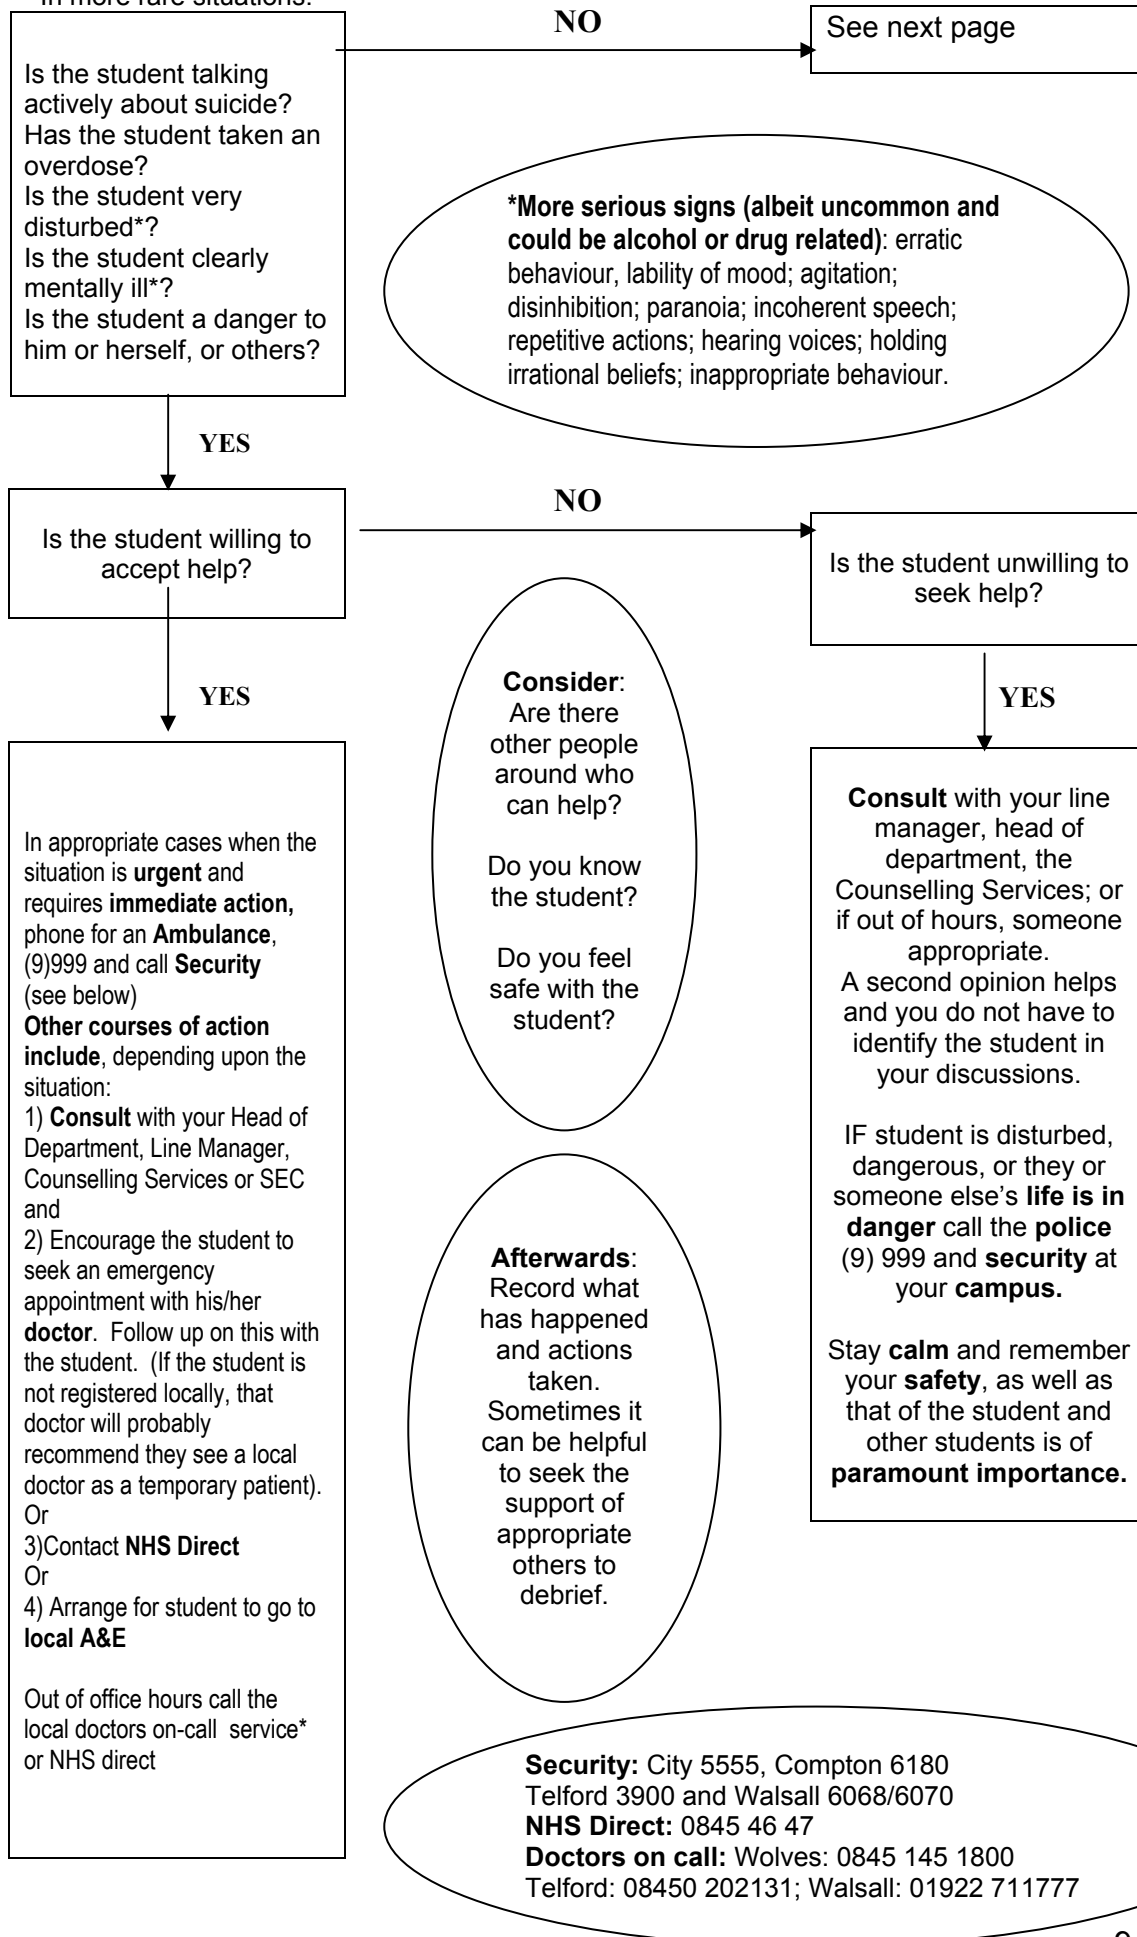 In more rare situations:
NO
See next page
Is the student talking
actively about suicide?
Has the student taken an
overdose?
Is the student very
disturbed*?
Is the student clearly
mentally ill*?
Is the student a danger to
him or herself, or others?
*More serious signs (albeit uncommon and
could be alcohol or drug related): erratic
behaviour, lability of mood; agitation;
disinhibition; paranoia; incoherent speech;
repetitive actions; hearing voices; holding
irrational beliefs; inappropriate behaviour.
YES
NO
Is the student willing to
accept help?
Is the student unwilling to
seek help?
YES
YES
In appropriate cases when the
situation is urgent and
requires immediate action,
phone for an Ambulance,
(9)999 and call Security
(see below)
Other courses of action
include, depending upon the
situation:
1) Consult with your Head of
Department, Line Manager,
Counselling Services or SEC
and
2) Encourage the student to
seek an emergency
appointment with his/her
doctor. Follow up on this with
the student. (If the student is
not registered locally, that
doctor will probably
recommend they see a local
doctor as a temporary patient).
Or
3)Contact NHS Direct
Or
4) Arrange for student to go to
local A&E
Out of office hours call the
local doctors on-call service*
or NHS direct
Consider:
Are there
other people
around who
can help?
Do you know
the student?
Do you feel
safe with the
student?
Consult with your line
manager, head of
department, the
Counselling Services; or
if out of hours, someone
appropriate.
A second opinion helps
and you do not have to
identify the student in
your discussions.
IF student is disturbed,
dangerous, or they or
someone else's life is in
danger call the police
(9) 999 and security at
your campus.
Stay calm and remember
your safety, as well as
that of the student and
other students is of
paramount importance.
Afterwards:
Record what
has happened
and actions
taken.
Sometimes it
can be helpful
to seek the
support of
appropriate
others to
debrief.
Security: City 5555, Compton 6180
Telford 3900 and Walsall 6068/6070
NHS Direct: 0845 46 47
Doctors on call: Wolves: 0845 145 1800
Telford: 08450 202131; Walsall: 01922 711777